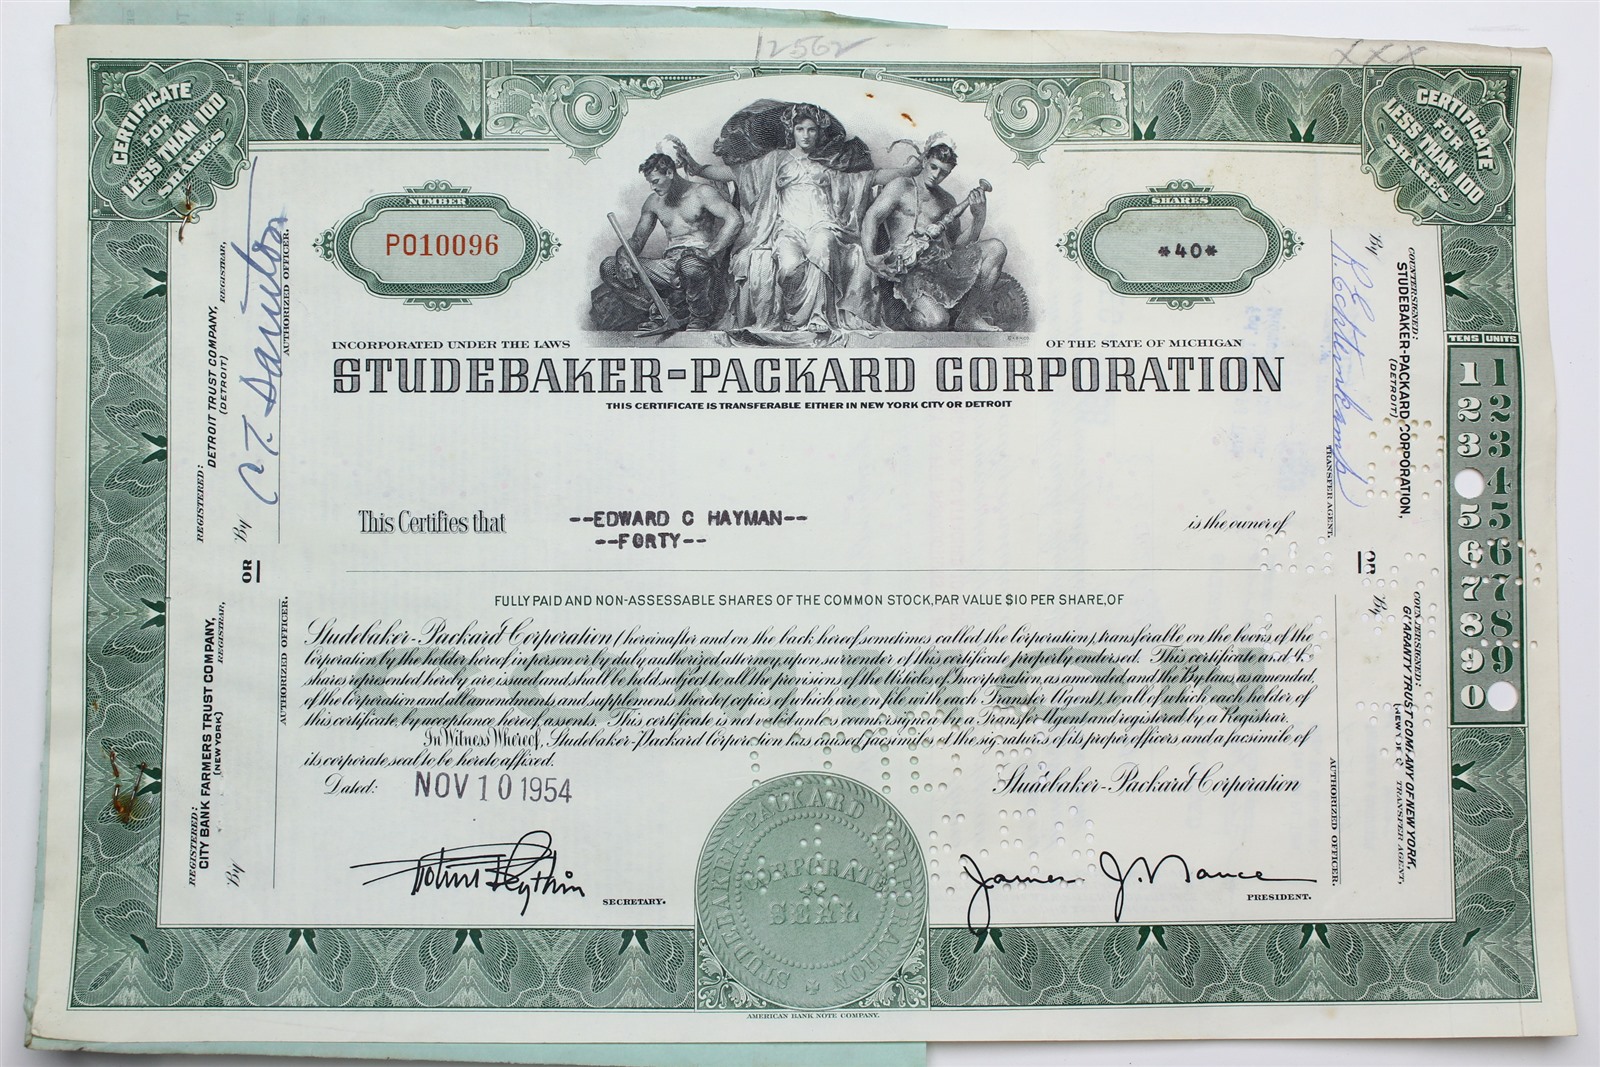 12562
XXX
CERTIFICATE
FOR
LESS THAN 100
SHARES
CERTIFICATE
FOR
LESS THAN 100
SHARES
NUMBER
PO10096
SHARES
*40*
INCORPORATED UNDER THE LAWS
OF THE STATE OF MICHIGAN
STUDEBAKER-PACKARD CORPORATION
THIS CERTIFICATE IS TRANSFERABLE EITHER IN NEW YORK CITY OR DETROIT
This Certifies that
--EDWARD C HAYMAN--
is the owner of
--FORTY--
FULLY PAID AND NON-ASSESSABLE SHARES OF THE COMMON STOCK, PAR VALUE $10 PER SHARE, OF
Studebaker-Packard Corporation (hereinafter and on the back hereof sometimes called the Corporation), transferable on the books of the
Corporation by the holder hereof in person or by duly authorized attorney, upon surrender of this certificate properly endorsed. This certificate and the
shares represented hereby are issued and shall be held subject to all the provisions of the Articles of Incorporation, as amended, and the By-laws, as amended,
of the Corporation and all amendments and supplements thereto (copies of which are on file with each Transfer Agent), to all of which each holder of
this certificate, by acceptance hereof, assents. This certificate is not valid unless countersigned by a Transfer Agent and registered by a Registrar.
In Witness Whereof, Studebaker-Packard Corporation has caused facsimiles of the signatures of its proper officers, and a facsimile of
its corporate seal to be hereto affixed.
COMMON
Dated:
NOV 10 1954
Studebaker-Packard Corporation
SECRETARY.
James J. Nance
PRESIDENT.
STUDEBAKER-PACKARD CORPORATION
CORPORATE
SEAL
AMERICAN BANK NOTE COMPANY.
REGISTERED:
DETROIT TRUST COMPANY,
(DETROIT) REGISTRAR,
By
AUTHORIZED OFFICER.
OR
REGISTERED:
CITY BANK FARMERS TRUST COMPANY,
(NEW YORK) REGISTRAR,
By
AUTHORIZED OFFICER.
COUNTERSIGNED:
STUDEBAKER-PACKARD CORPORATION,
(DETROIT)
By
TRANSFER AGENT.
OR
COUNTERSIGNED:
GUARANTY TRUST COMPANY OF NEW YORK,
(NEW YORK) TRANSFER AGENT,
By
AUTHORIZED OFFICER.
TENS UNITS
1 1
2 2
3 3
4
5 5
6 6
7 7
8 8
9 9
0